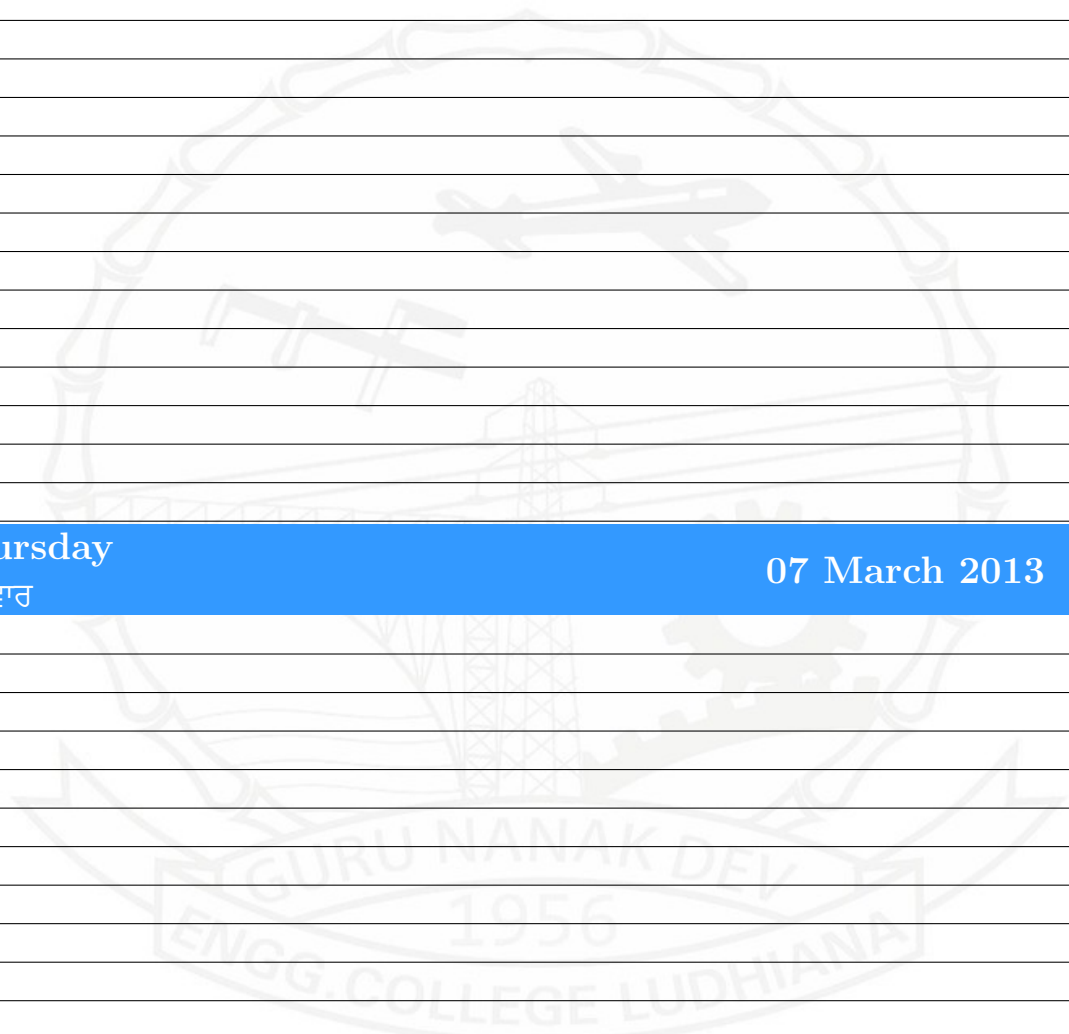 ursday
07 March 2013
ਵਾਰ
GURU NANAK DEV
1956
ENGG. COLLEGE LUDHIANA